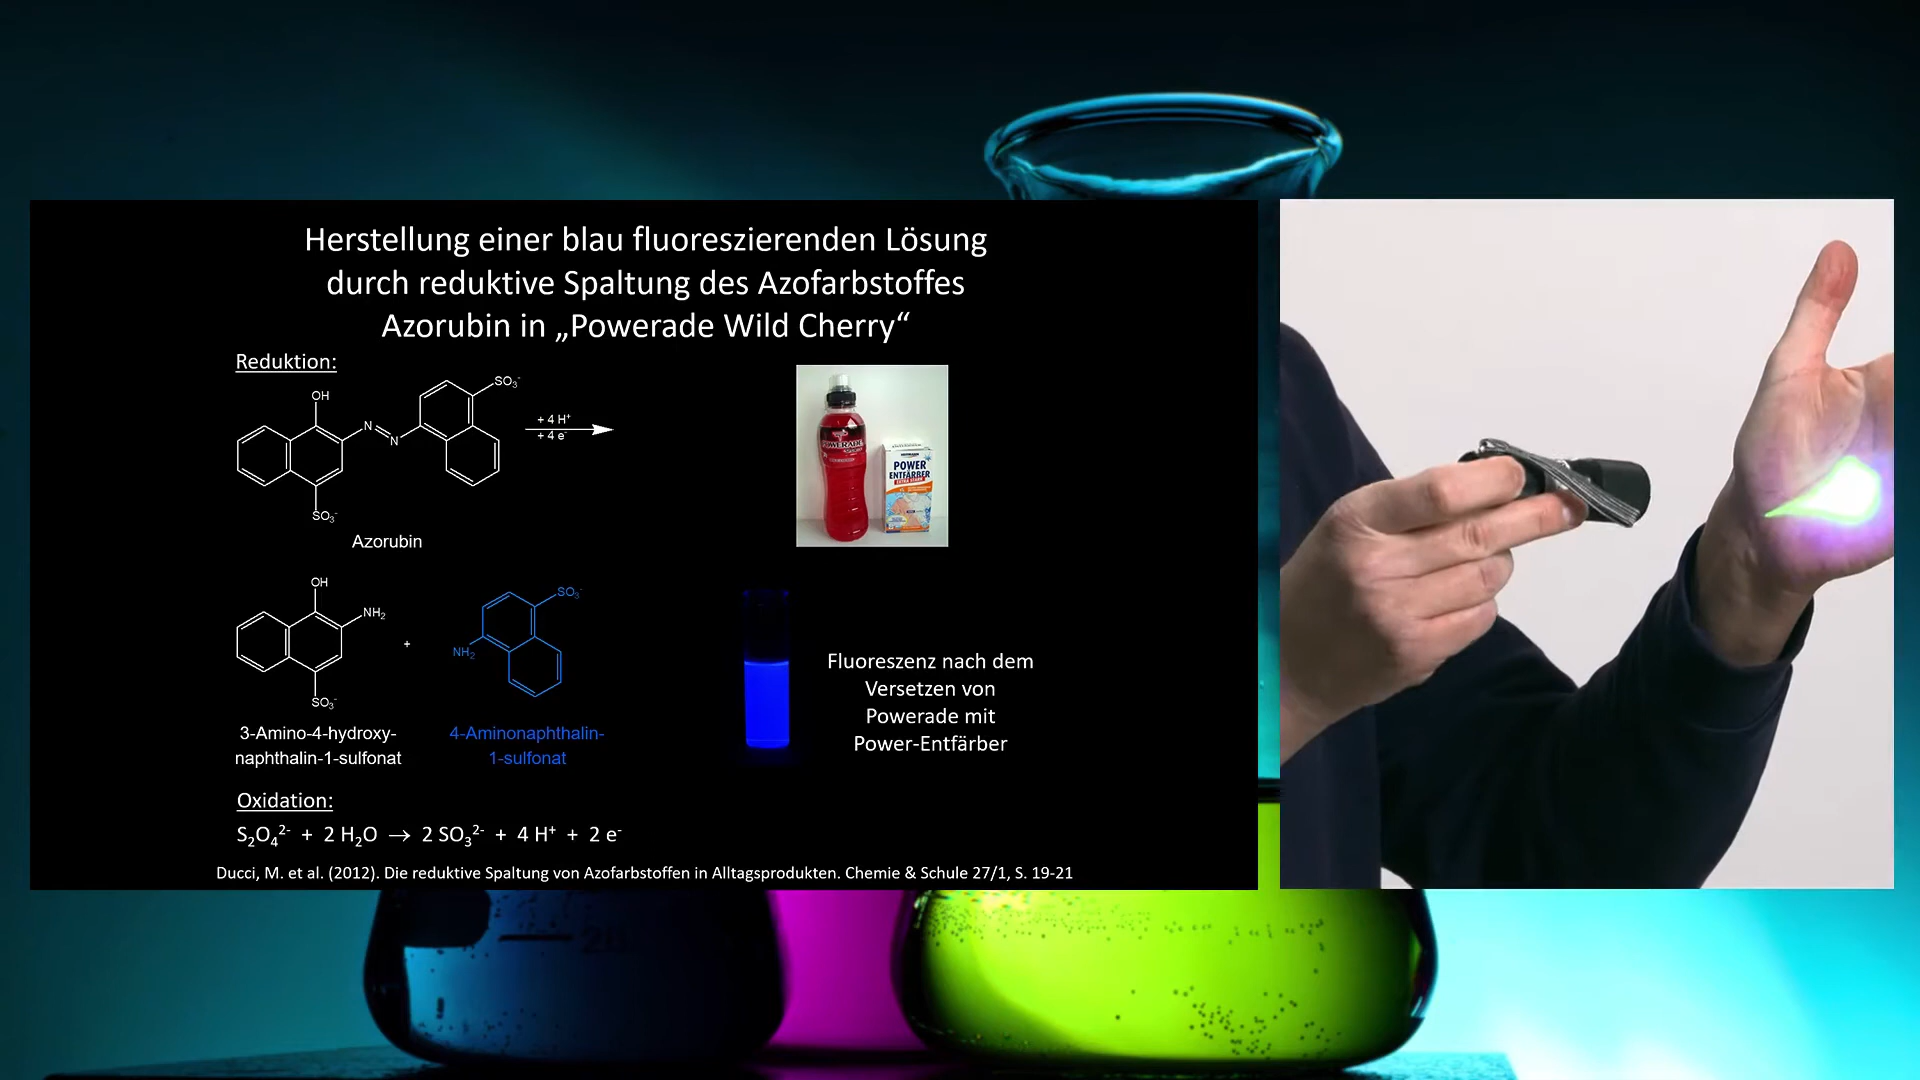 Herstellung einer blau fluoreszierenden Lösung
durch reduktive Spaltung des Azofarbstoffes
Azorubin in „Powerade Wild Cherry“
Reduktion:
OH
N
N
SO₃⁻
SO₃⁻
+ 4 H⁺
+ 4 e⁻
Azorubin
POWERADE
POWER
ENTFÄRBER
EXTRA STARK
OH
NH₂
SO₃⁻
+
SO₃⁻
NH₂
3-Amino-4-hydroxy-
naphthalin-1-sulfonat
4-Aminonaphthalin-
1-sulfonat
Fluoreszenz nach dem
Versetzen von
Powerade mit
Power-Entfärber
Oxidation:
S₂O₄²⁻ + 2 H₂O → 2 SO₃²⁻ + 4 H⁺ + 2 e⁻
Ducci, M. et al. (2012). Die reduktive Spaltung von Azofarbstoffen in Alltagsprodukten. Chemie & Schule 27/1, S. 19-21